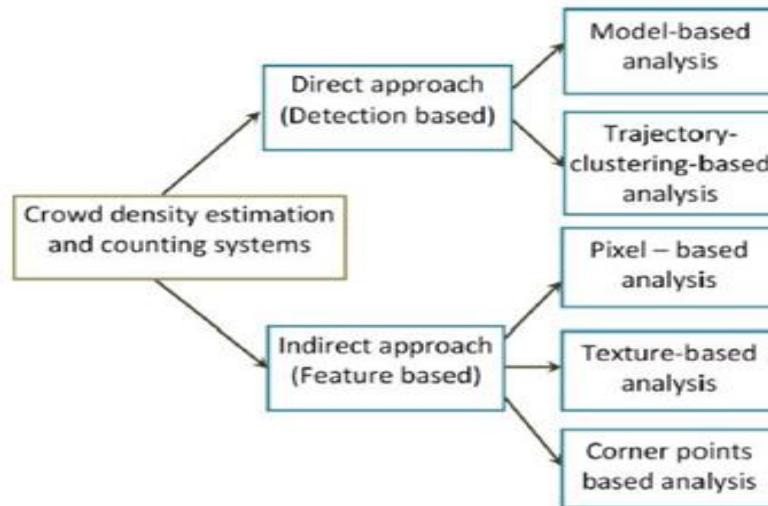 Crowd density estimation
and counting systems
Direct approach
(Detection based)
Model-based
analysis
Trajectory-
clustering-based
analysis
Indirect approach
(Feature based)
Pixel – based
analysis
Texture-based
analysis
Corner points
based analysis